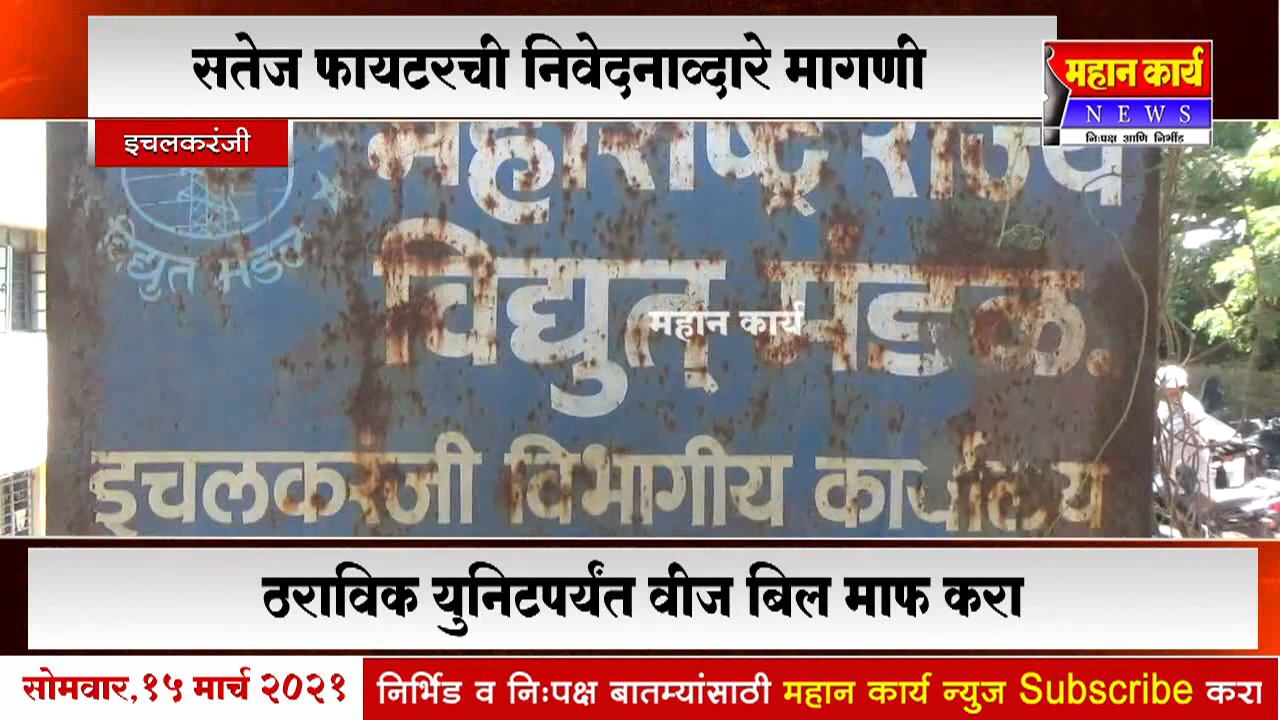 सतेज फायटरची निवेदनाव्दारे मागणी
महान कार्य
NEWS
निःपक्ष आणि निर्भीड
इचलकरंजी
महाराष्ट्र राज्य
विद्युत मंडळ
विद्युत् मंडळ.
महान कार्य
इचलकरंजी विभागीय कार्यालय
ठराविक युनिटपर्यंत वीज बिल माफ करा
सोमवार,१५ मार्च २०२१
निर्भिड व निःपक्ष बातम्यांसाठी महान कार्य न्युज Subscribe करा